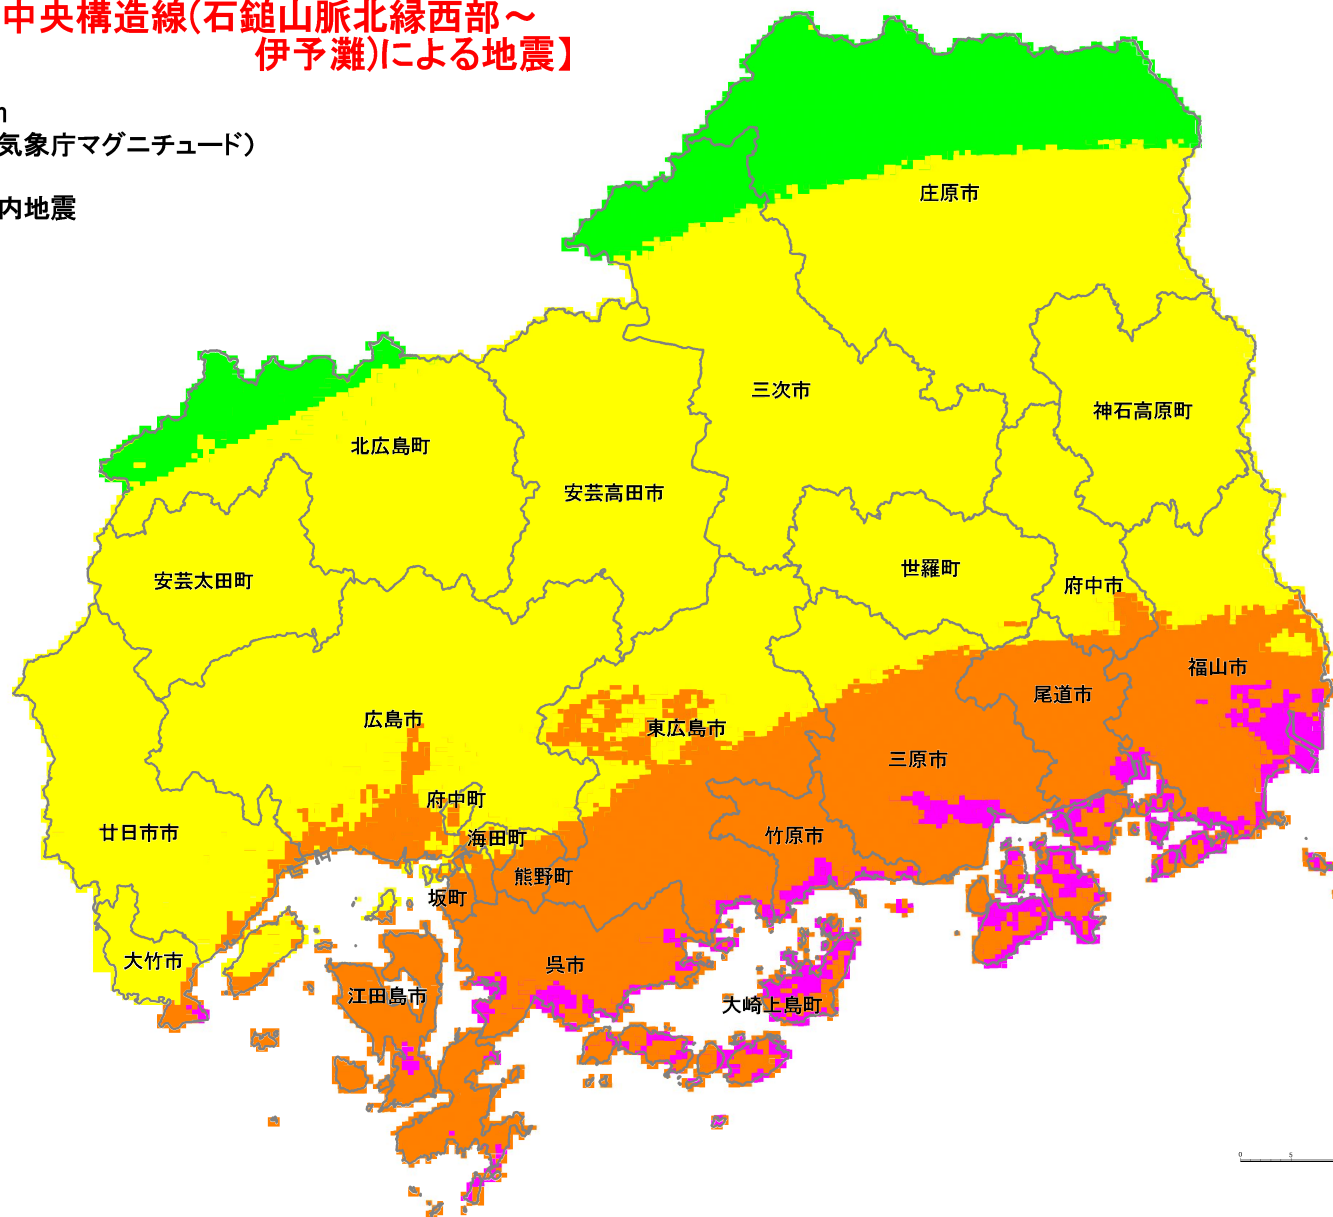 中央構造線(石鎚山脈北縁西部～
伊予灘)による地震】
気象庁マグニチュード)
内地震
庄原市
三次市
神石高原町
北広島町
安芸高田市
世羅町
安芸太田町
府中市
福山市
尾道市
広島市
東広島市
三原市
府中町
海田町
竹原市
廿日市市
熊野町
坂町
大竹市
呉市
江田島市
大崎上島町
0 5